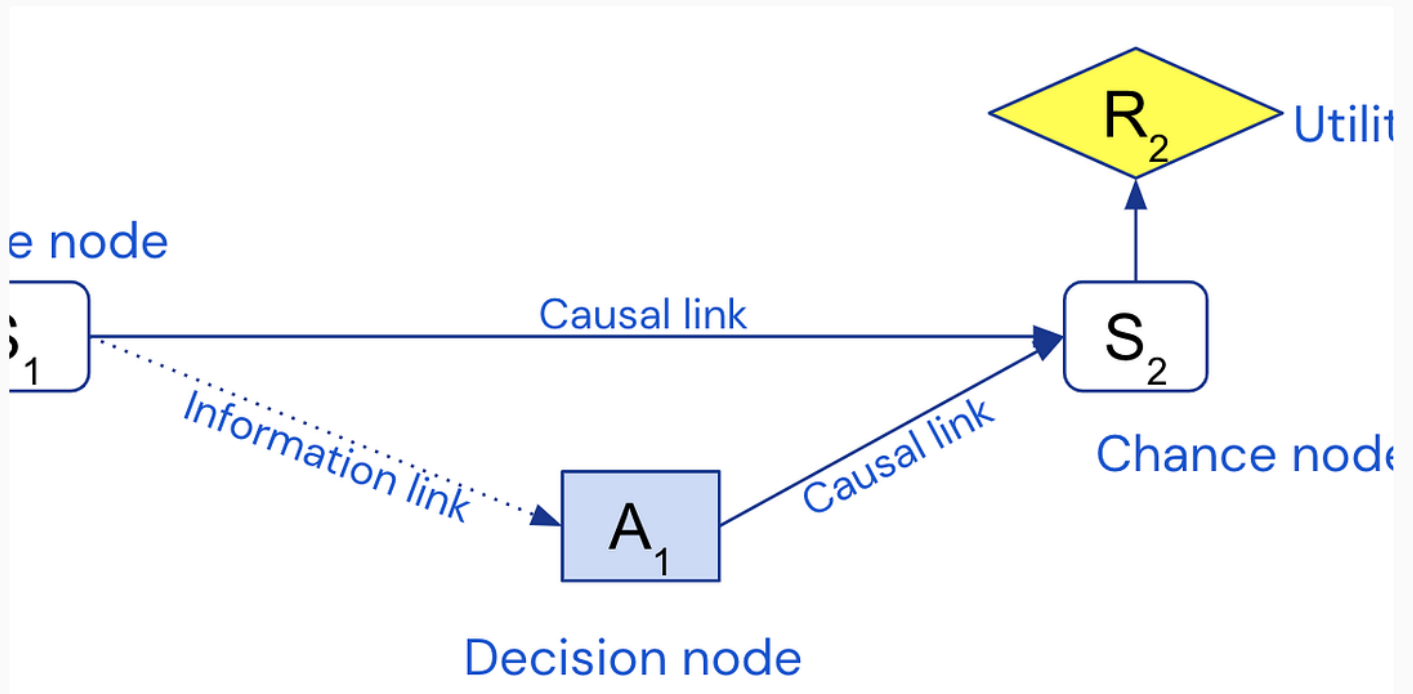 R2
Utilit
e node
Causal link
S2
1
Information link
Causal link
Chance node
A1
Decision node